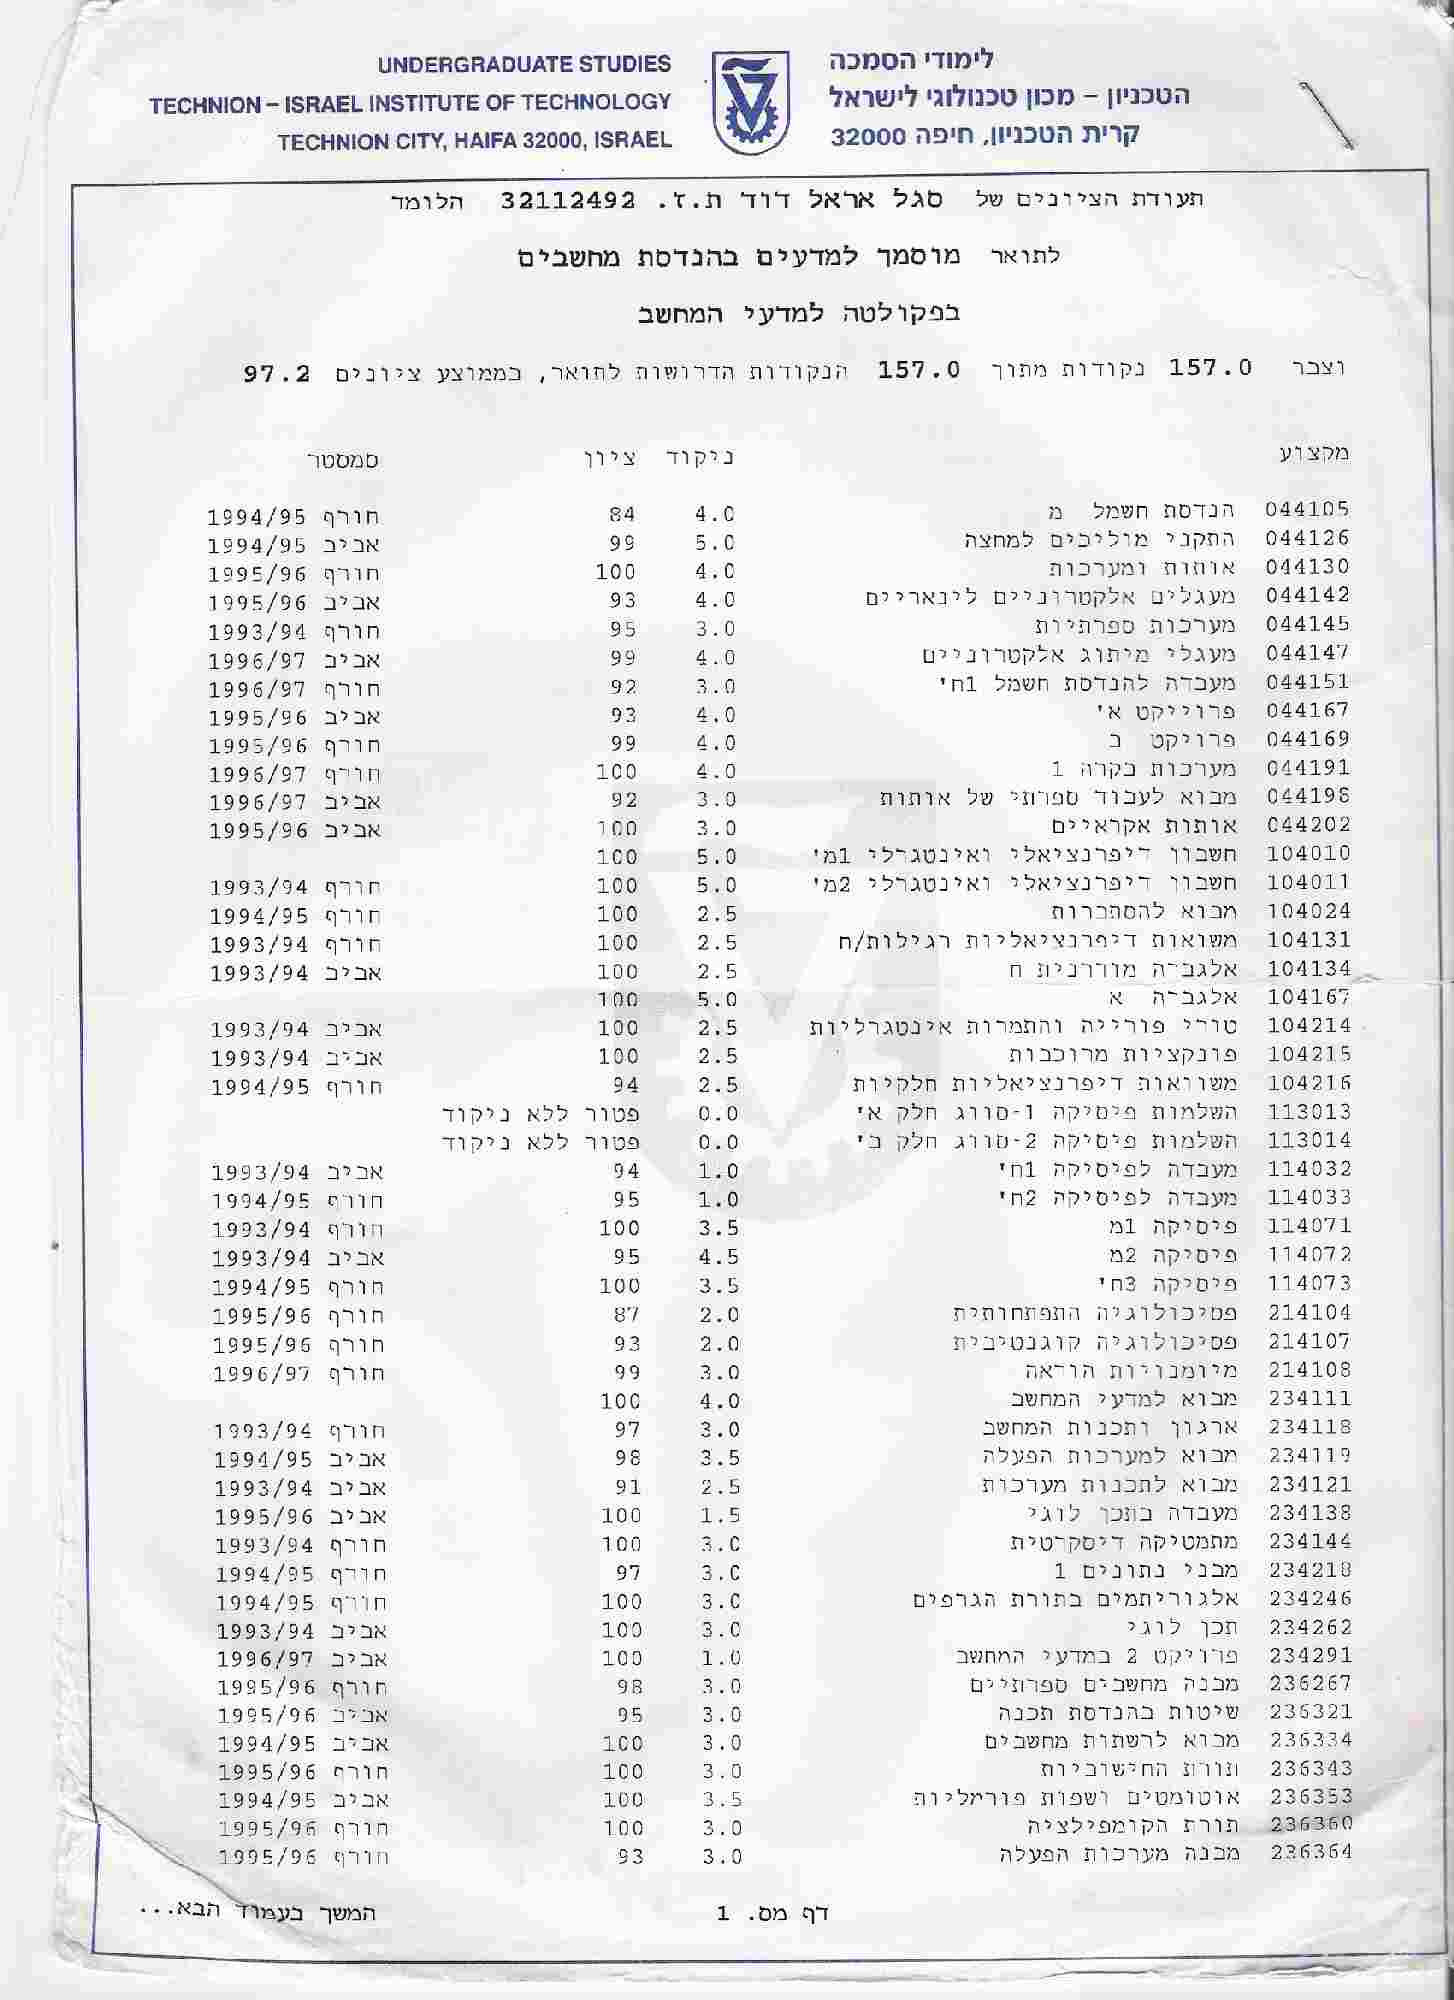 UNDERGRADUATE STUDIES
TECHNION – ISRAEL INSTITUTE OF TECHNOLOGY
TECHNION CITY, HAIFA 32000, ISRAEL
לימודי הסמכה
הטכניון – מכון טכנולוגי לישראל
קרית הטכניון, חיפה 32000
תעודת הציונים של סגל אראל דוד ת.ז. 32112492 הלומד
לתואר מוסמך למדעים בהנדסת מחשבים
בפקולטה למדעי המחשב
וצבר 157.0 נקודות מתוך 157.0 הנקודות הדרושות לתואר, בממוצע ציונים 97.2
מקצוע ניקוד ציון סמסטר
044105 הנדסת חשמל מ 4.0 84 חורף 1994/95
044126 התקני מוליכים למחצה 5.0 99 אביב 1994/95
044130 אותות ומערכות 4.0 100 חורף 1995/96
044142 מעגלים אלקטרוניים לינאריים 4.0 93 אביב 1995/96
044145 מערכות ספרתיות 3.0 95 חורף 1993/94
044147 מעגלי מיתוג אלקטרוניים 4.0 99 אביב 1996/97
044151 מעבדה להנדסת חשמל 1ח' 3.0 92 חורף 1996/97
044167 פרוייקט א' 4.0 93 אביב 1995/96
044169 פרויקט ב 4.0 99 חורף 1995/96
044191 מערכות בקרה 1 4.0 100 חורף 1996/97
044198 מבוא לעבוד ספרתי של אותות 3.0 92 אביב 1996/97
044202 אותות אקראיים 3.0 100 אביב 1995/96
104010 חשבון דיפרנציאלי ואינטגרלי 1מ' 5.0 100
104011 חשבון דיפרנציאלי ואינטגרלי 2מ' 5.0 100 חורף 1993/94
104024 מבוא להסתברות 2.5 100 חורף 1994/95
104131 משואות דיפרנציאליות רגילות/ח 2.5 100 חורף 1993/94
104134 אלגברה מודרנית ח 2.5 100 אביב 1993/94
104167 אלגברה א 5.0 100
104214 טורי פורייה והתמרות אינטגרליות 2.5 100 אביב 1993/94
104215 פונקציות מרוכבות 2.5 100 אביב 1993/94
104216 משוואות דיפרנציאליות חלקיות 2.5 94 חורף 1994/95
113013 השלמות פיסיקה 1-סווג חלק א' 0.0 פטור ללא ניקוד
113014 השלמות פיסיקה 2-סווג חלק ב' 0.0 פטור ללא ניקוד
114032 מעבדה לפיסיקה 1ח' 1.0 94 אביב 1993/94
114033 מעבדה לפיסיקה 2ח' 1.0 95 חורף 1994/95
114071 פיסיקה 1מ 3.5 100 חורף 1993/94
114072 פיסיקה 2מ 4.5 95 אביב 1993/94
114073 פיסיקה 3ח' 3.5 100 חורף 1994/95
214104 פסיכולוגיה התפתחותית 2.0 87 חורף 1995/96
214107 פסיכולוגיה קוגנטיבית 2.0 93 חורף 1995/96
214108 מיומנויות הוראה 3.0 99 חורף 1996/97
234111 מבוא למדעי המחשב 4.0 100
234118 ארגון ותכנות המחשב 3.0 97 חורף 1993/94
234119 מבוא למערכות הפעלה 3.5 98 אביב 1994/95
234121 מבוא לתכנות מערכות 2.5 91 אביב 1993/94
234138 מעבדה בתכן לוגי 1.5 100 אביב 1995/96
234144 מתמטיקה דיסקרטית 3.0 100 חורף 1993/94
234218 מבני נתונים 1 3.0 97 חורף 1994/95
234246 אלגוריתמים בתורת הגרפים 3.0 100 חורף 1994/95
234262 תכן לוגי 3.0 100 אביב 1993/94
234291 פרויקט 2 במדעי המחשב 1.0 100 אביב 1996/97
236267 מבנה מחשבים ספרתיים 3.0 98 חורף 1995/96
236321 שיטות בהנדסת תכנה 3.0 95 אביב 1995/96
236334 מבוא לרשתות מחשבים 3.0 100 אביב 1994/95
236343 תורת החישוביות 3.0 100 חורף 1995/96
236353 אוטומטים ושפות פורמליות 3.5 100 אביב 1994/95
236360 תורת הקומפילציה 3.0 100 חורף 1995/96
236364 מבנה מערכות הפעלה 3.0 93 חורף 1995/96
דף מס. 1
המשך בעמוד הבא...